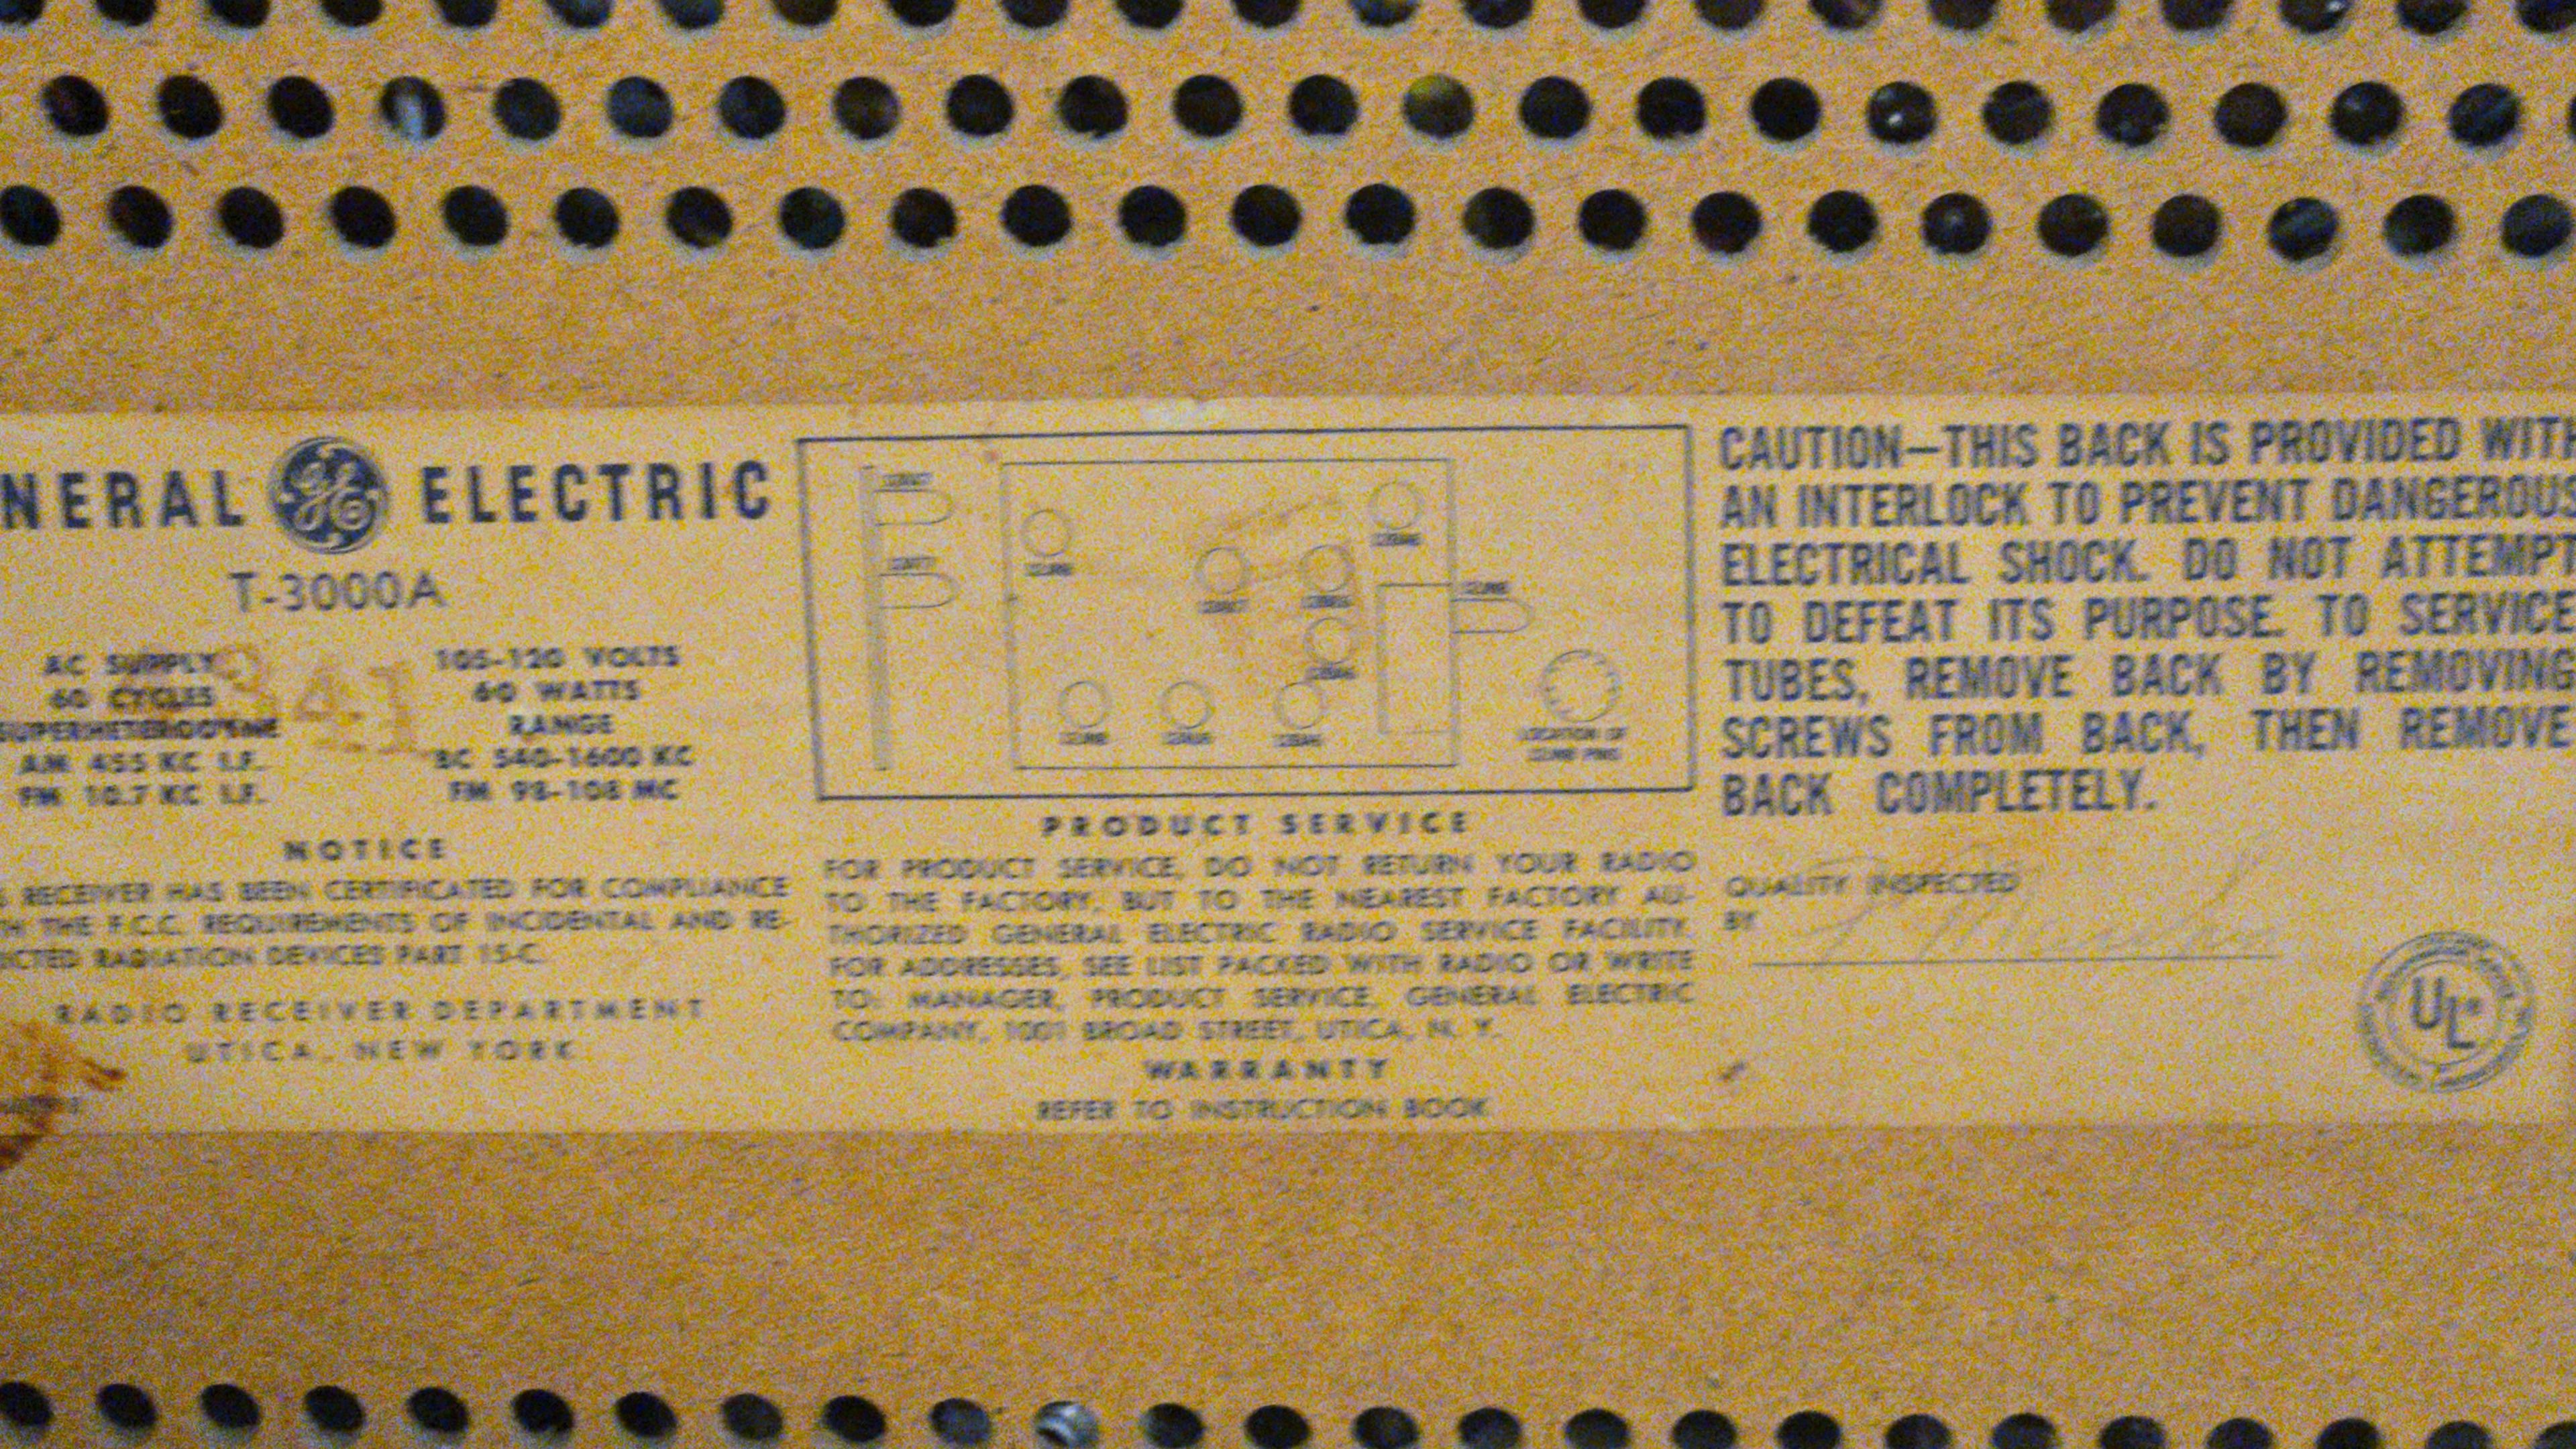 NERAL GE ELECTRIC
T-3000A
AC SUPPLY
60 CYCLES
SUPERHETERODYNE
AM 455 KC I.F.
FM 10.7 KC I.F.
341
105-120 VOLTS
60 WATTS
RANGE
BC 540-1600 KC
FM 98-108 MC
NOTICE
RECEIVER HAS BEEN CERTIFICATED FOR COMPLIANCE
TH THE F.C.C. REQUIREMENTS OF INCIDENTAL AND RE-
ICTED RADIATION DEVICES PART 15-C.
RADIO RECEIVER DEPARTMENT
UTICA, NEW YORK
LOCATION OF
PRODUCT SERVICE
FOR PRODUCT SERVICE, DO NOT RETURN YOUR RADIO
TO THE FACTORY, BUT TO THE NEAREST FACTORY AU-
THORIZED GENERAL ELECTRIC RADIO SERVICE FACILITY.
FOR ADDRESSES, SEE LIST PACKED WITH RADIO OR WRITE
TO: MANAGER, PRODUCT SERVICE, GENERAL ELECTRIC
COMPANY, 1001 BROAD STREET, UTICA, N. Y.
WARRANTY
REFER TO INSTRUCTION BOOK
CAUTION—THIS BACK IS PROVIDED WITH
AN INTERLOCK TO PREVENT DANGEROUS
ELECTRICAL SHOCK. DO NOT ATTEMPT
TO DEFEAT ITS PURPOSE. TO SERVICE
TUBES, REMOVE BACK BY REMOVING
SCREWS FROM BACK, THEN REMOVE
BACK COMPLETELY.
QUALITY INSPECTED
BY
UL